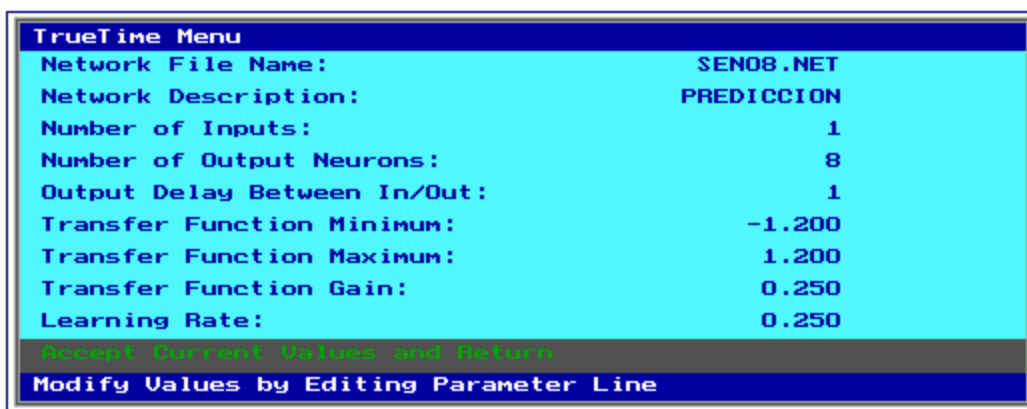 TrueTime Menu
Network File Name: SENO8.NET
Network Description: PREDICCION
Number of Inputs: 1
Number of Output Neurons: 8
Output Delay Between In/Out: 1
Transfer Function Minimum: -1.200
Transfer Function Maximum: 1.200
Transfer Function Gain: 0.250
Learning Rate: 0.250
Accept Current Values and Return
Modify Values by Editing Parameter Line